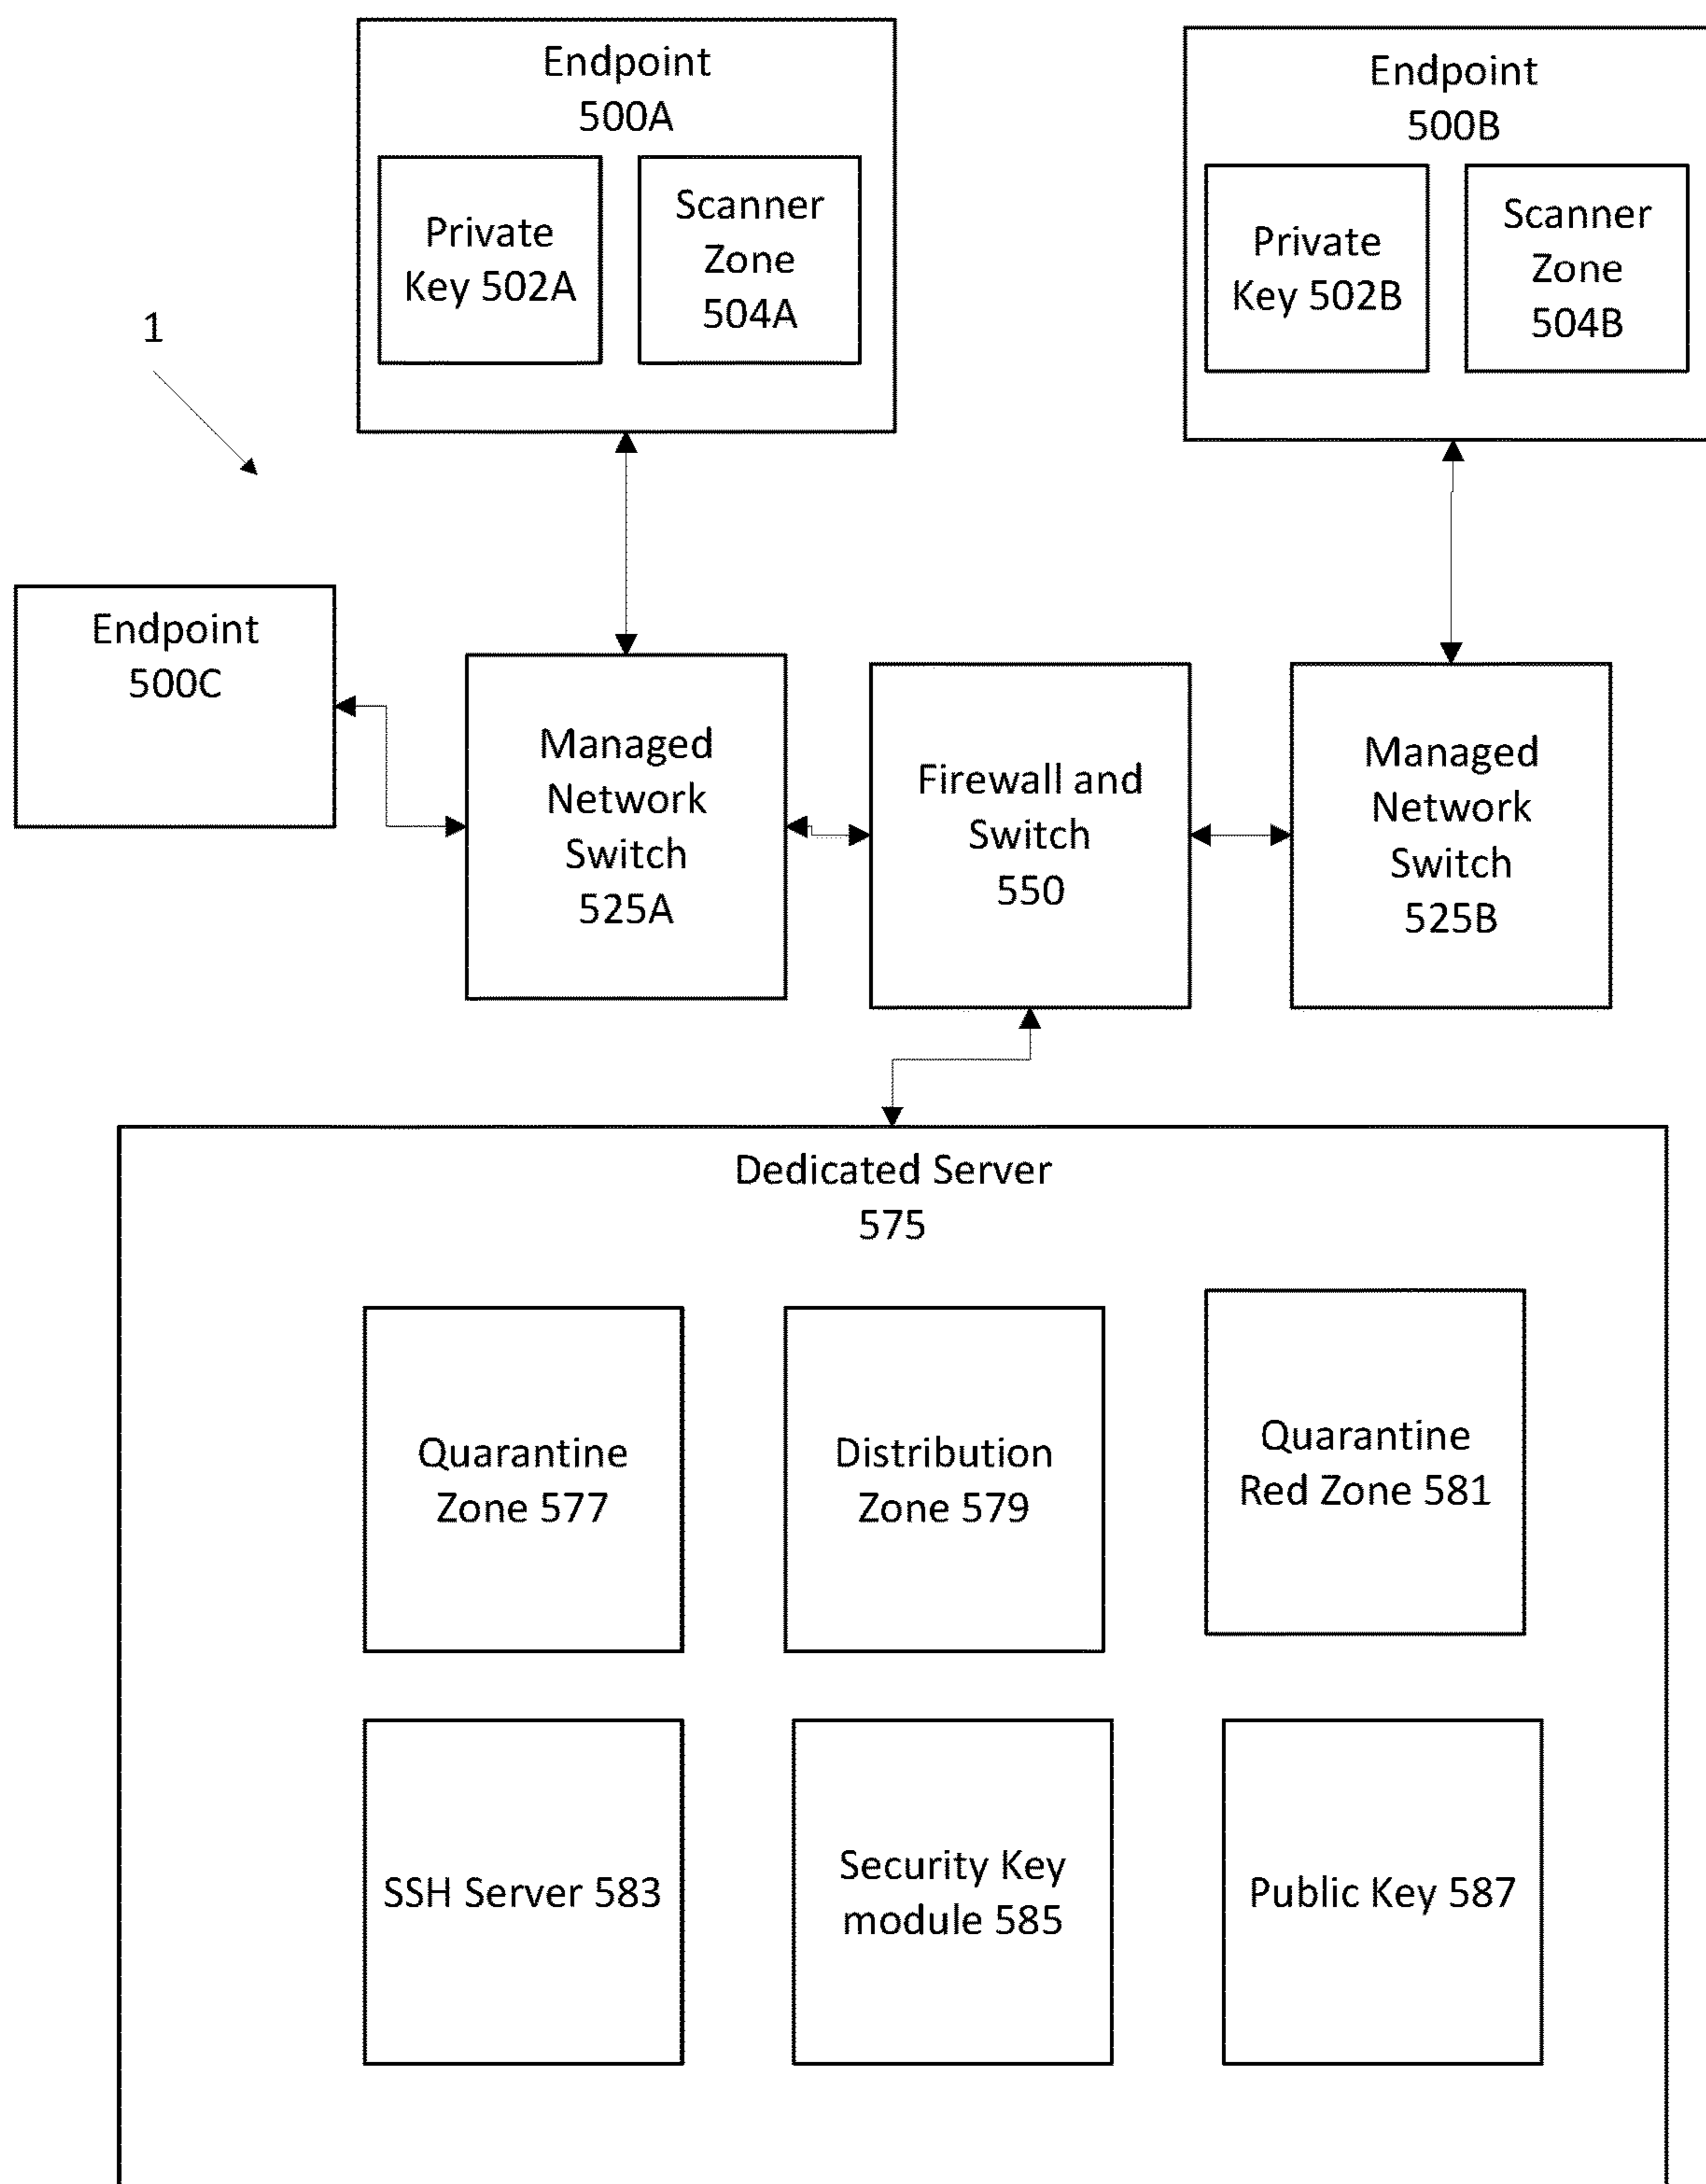 Endpoint
500A
Private
Key 502A
Scanner
Zone
504A
Endpoint
500B
Private
Key 502B
Scanner
Zone
504B
1
Endpoint
500C
Managed
Network
Switch
525A
Firewall and
Switch
550
Managed
Network
Switch
525B
Dedicated Server
575
Quarantine
Zone 577
Distribution
Zone 579
Quarantine
Red Zone 581
SSH Server 583
Security Key
module 585
Public Key 587